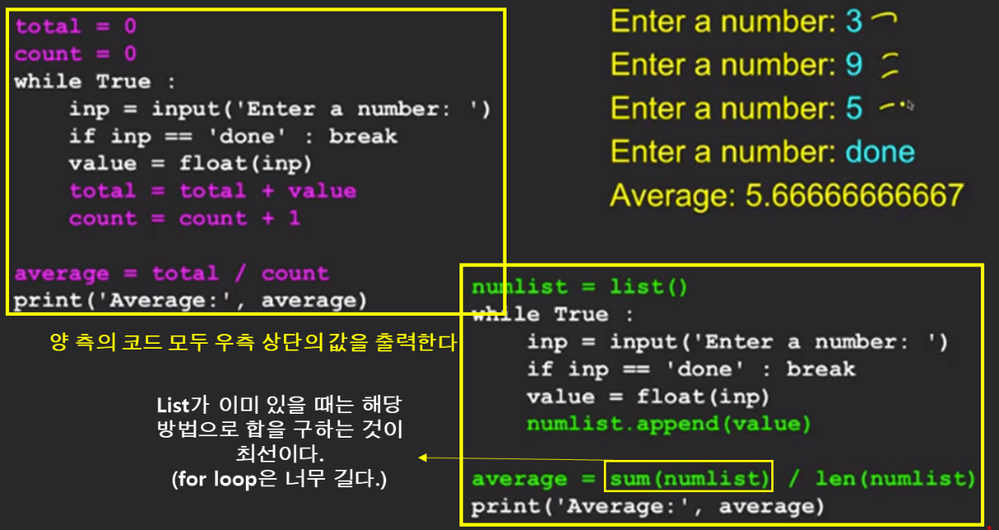 total = 0
count = 0
while True :
    inp = input('Enter a number: ')
    if inp == 'done' : break
    value = float(inp)
    total = total + value
    count = count + 1
average = total / count
print('Average:', average)
Enter a number: 3
Enter a number: 9
Enter a number: 5
Enter a number: done
Average: 5.66666666667
양 측의 코드 모두 우측 상단의 값을 출력한다
List가 이미 있을 때는 해당
방법으로 합을 구하는 것이
최선이다.
(for loop은 너무 길다.)
numlist = list()
while True :
    inp = input('Enter a number: ')
    if inp == 'done' : break
    value = float(inp)
    numlist.append(value)
average = sum(numlist) / len(numlist)
print('Average:', average)